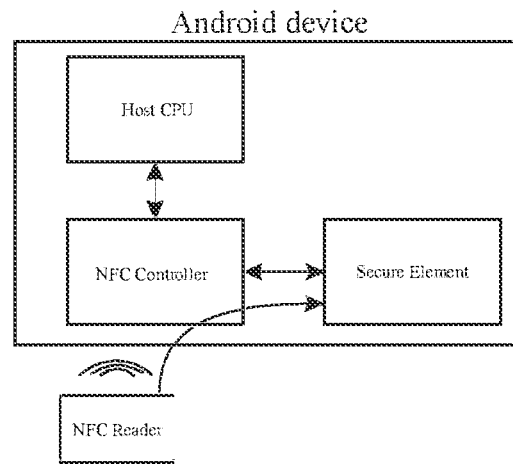 Android device
Host CPU
NFC Controller
Secure Element
NFC Reader